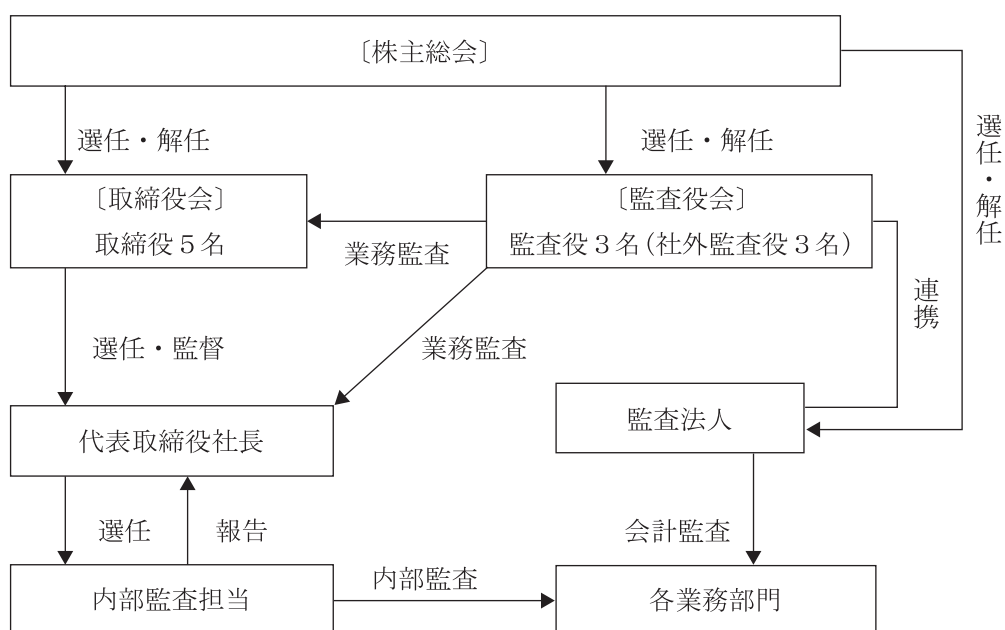 〔株主総会〕
選任・解任
選任・解任
選任・解任
〔取締役会〕
取締役５名
業務監査
〔監査役会〕
監査役３名(社外監査役３名)
連携
選任・監督
業務監査
代表取締役社長
監査法人
選任
報告
会計監査
内部監査担当
内部監査
各業務部門